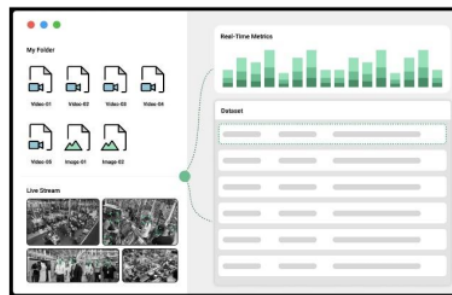 My Folder
Video-01 Video-02 Video-03 Video-04
Video-05 Image-01 Image-02
Live Stream
Real-Time Metrics
Dataset